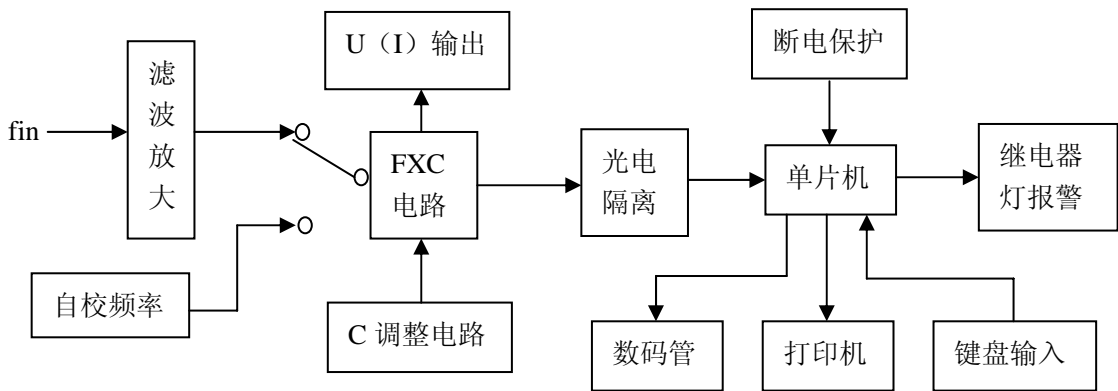 U（I）输出
断电保护
滤
波
放
大
fin
FXC
电路
光电
隔离
单片机
继电器
灯报警
自校频率
C 调整电路
数码管
打印机
键盘输入